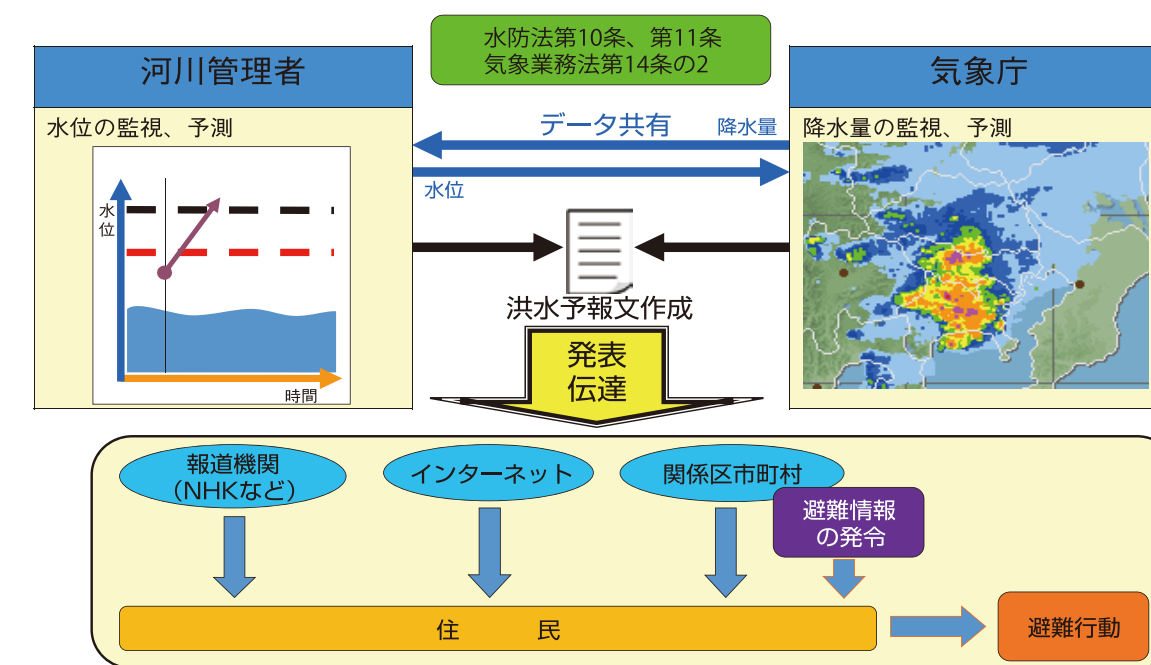 水防法第10条、第11条
気象業務法第14条の2
河川管理者
水位の監視、予測
水位
時間
データ共有
降水量
水位
気象庁
降水量の監視、予測
洪水予報文作成
発表
伝達
報道機関
（NHKなど）
インターネット
関係区市町村
避難情報
の発令
住　民
避難行動